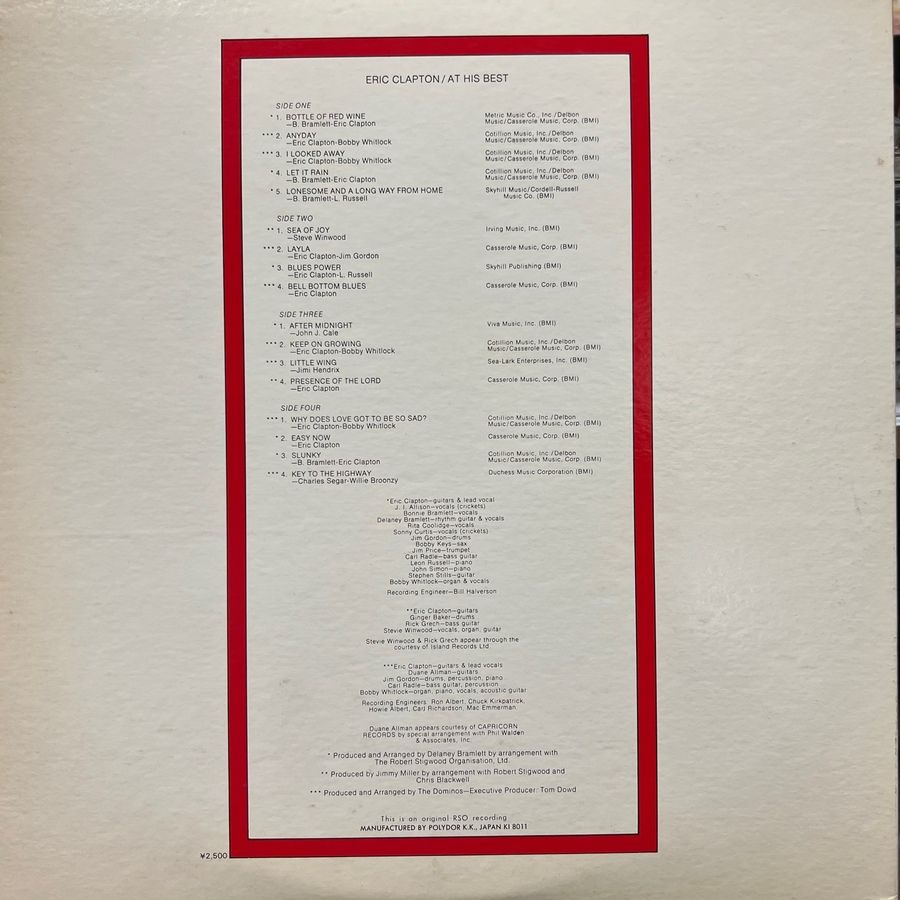 ERIC CLAPTON/AT HIS BEST
SIDE ONE
* 1. BOTTLE OF RED WINE Metric Music Co., Inc./Delbon
—B. Bramlett-Eric Clapton Music/Casserole Music, Corp. (BMI)
*** 2. ANYDAY Cotillion Music, Inc./Delbon
—Eric Clapton-Bobby Whitlock Music/Casserole Music, Corp. (BMI)
*** 3. I LOOKED AWAY Cotillion Music, Inc./Delbon
—Eric Clapton-Bobby Whitlock Music/Casserole Music, Corp. (BMI)
* 4. LET IT RAIN Cotillion Music, Inc./Delbon
—B. Bramlett-Eric Clapton Music/Casserole Music, Corp. (BMI)
* 5. LONESOME AND A LONG WAY FROM HOME Skyhill Music/Cordell-Russell
—B. Bramlett-L. Russell Music Co. (BMI)
SIDE TWO
** 1. SEA OF JOY Irving Music, Inc. (BMI)
—Steve Winwood
*** 2. LAYLA Casserole Music, Corp. (BMI)
—Eric Clapton-Jim Gordon
* 3. BLUES POWER Skyhill Publishing (BMI)
—Eric Clapton-L. Russell
*** 4. BELL BOTTOM BLUES Casserole Music, Corp. (BMI)
—Eric Clapton
SIDE THREE
* 1. AFTER MIDNIGHT Viva Music, Inc. (BMI)
—John J. Cale
*** 2. KEEP ON GROWING Cotillion Music, Inc./Delbon
—Eric Clapton-Bobby Whitlock Music/Casserole Music, Corp. (BMI)
*** 3 LITTLE WING Sea-Lark Enterprises, Inc. (BMI)
—Jimi Hendrix
** 4. PRESENCE OF THE LORD Casserole Music, Corp. (BMI)
—Eric Clapton
SIDE FOUR
*** 1. WHY DOES LOVE GOT TO BE SO SAD? Cotillion Music, Inc./Delbon
—Eric Clapton-Bobby Whitlock Music/Casserole Music, Corp. (BMI)
* 2. EASY NOW Casserole Music, Corp. (BMI)
—Eric Clapton
* 3. SLUNKY Cotillion Music, Inc./Delbon
—B. Bramlett-Eric Clapton Music/Casserole Music, Corp. (BMI)
*** 4. KEY TO THE HIGHWAY Duchess Music Corporation (BMI)
—Charles Segar-Willie Broonzy
*Eric Clapton—guitars & lead vocal
J. I. Allison—vocals (crickets)
Bonnie Bramlett—vocals
Delaney Bramlett—rhythm guitar & vocals
Rita Coolidge—vocals
Sonny Curtis—vocals (crickets)
Jim Gordon—drums
Bobby Keys—sax
Jim Price—trumpet
Carl Radle—bass guitar
Leon Russell—piano
John Simon—piano
Stephen Stills—guitar
Bobby Whitlock—organ & vocals
Recording Engineer—Bill Halverson
**Eric Clapton—guitars
Ginger Baker—drums
Rick Grech—bass guitar
Stevie Winwood—vocals, organ, guitar
Stevie Winwood & Rick Grech appear through the
courtesy of Island Records Ltd.
***Eric Clapton—guitars & lead vocals
Duane Allman—guitars
Jim Gordon—drums, percussion, piano
Carl Radle—bass guitar, percussion
Bobby Whitlock—organ, piano, vocals, acoustic guitar
Recording Engineers: Ron Albert, Chuck Kirkpatrick,
Howie Albert, Carl Richardson, Mac Emmerman.
Duane Allman appears courtesy of CAPRICORN
RECORDS by special arrangement with Phil Walden
& Associates, Inc.
* Produced and Arranged by Delaney Bramlett by arrangement with
The Robert Stigwood Organisation, Ltd.
** Produced by Jimmy Miller by arrangement with Robert Stigwood and
Chris Blackwell
*** Produced and Arranged by The Dominos—Executive Producer: Tom Dowd
This is an original RSO recording
MANUFACTURED BY POLYDOR K.K., JAPAN KI 8011
¥2,500